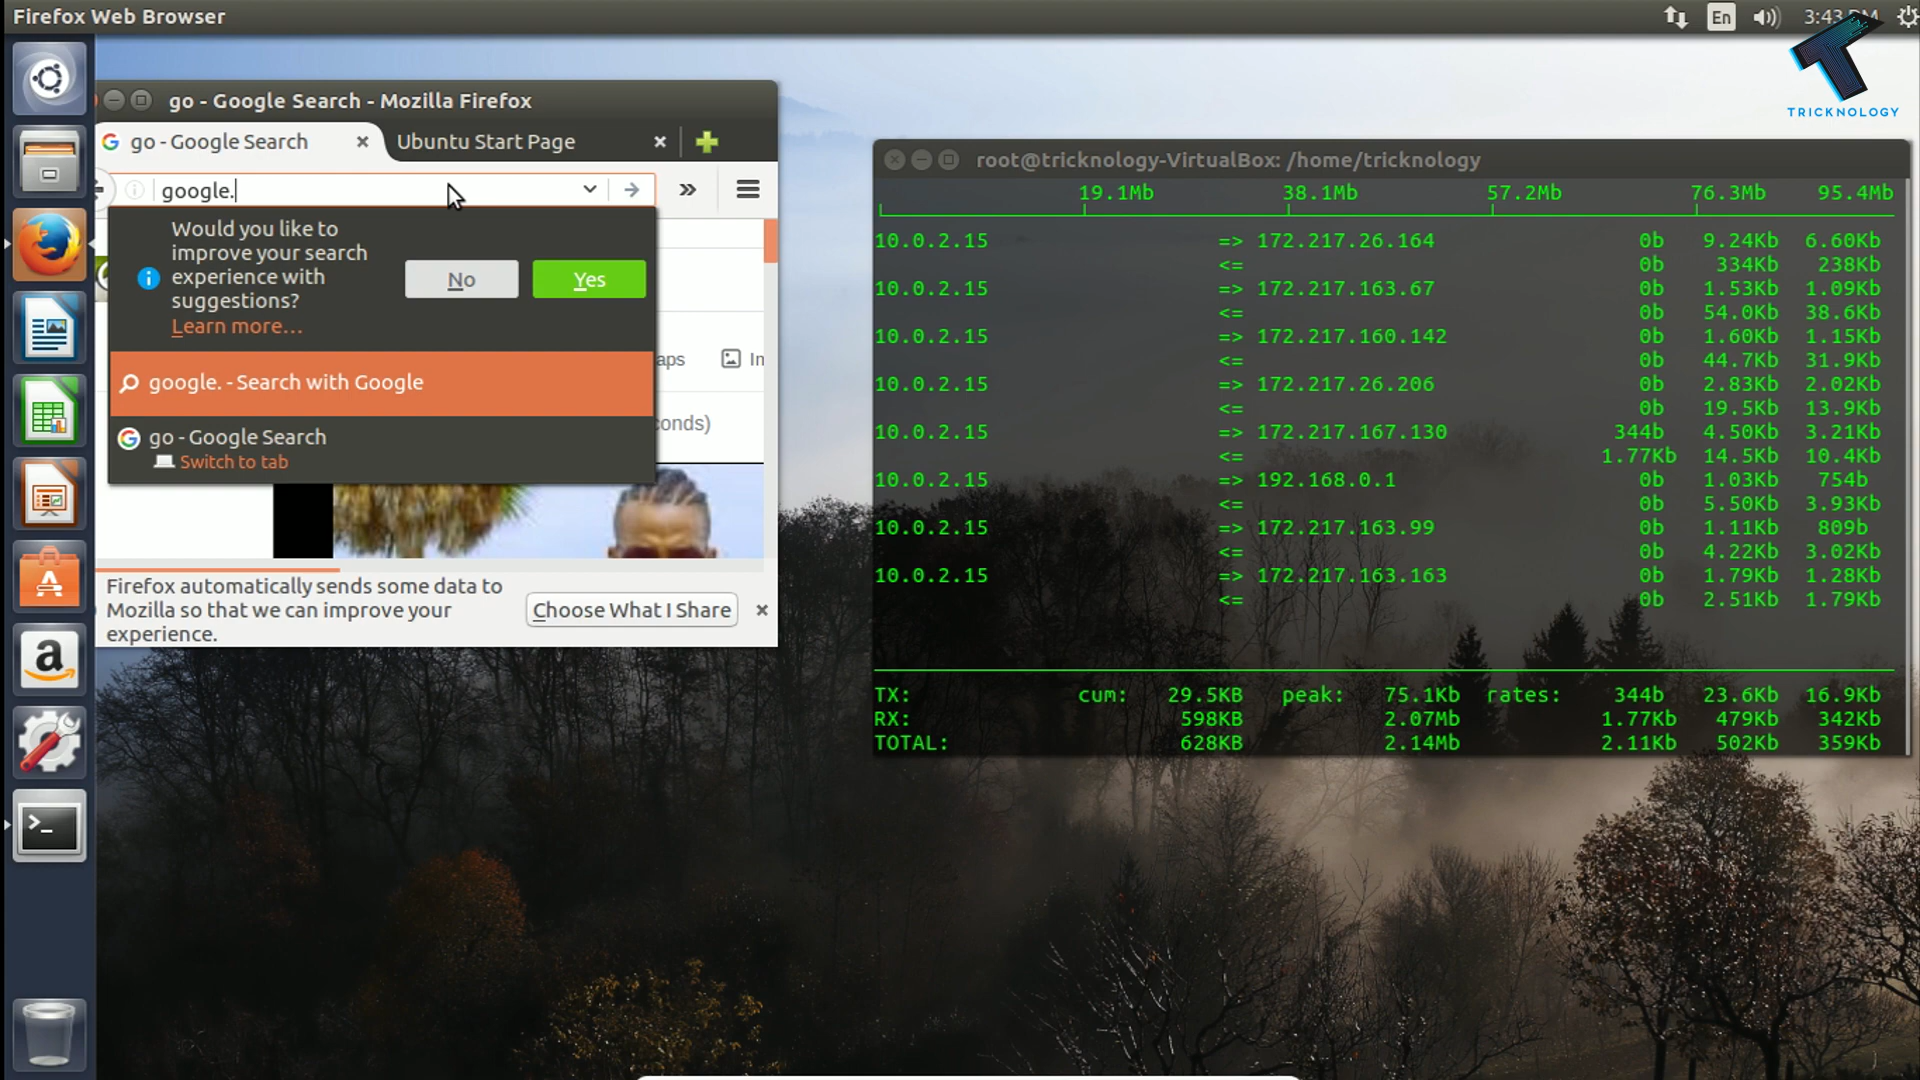 Firefox Web Browser
En
3:43 PM
TRICKNOLOGY
go - Google Search - Mozilla Firefox
go - Google Search
Ubuntu Start Page
google.
Would you like to
improve your search
experience with
suggestions?
Learn more…
No
Yes
google. - Search with Google
go - Google Search
Switch to tab
aps
Im
conds)
Firefox automatically sends some data to
Mozilla so that we can improve your
experience.
Choose What I Share
root@tricknology-VirtualBox: /home/tricknology
19.1Mb 38.1Mb 57.2Mb 76.3Mb 95.4Mb
10.0.2.15 => 172.217.26.164 0b 9.24Kb 6.60Kb
<= 0b 334Kb 238Kb
10.0.2.15 => 172.217.163.67 0b 1.53Kb 1.09Kb
<= 0b 54.0Kb 38.6Kb
10.0.2.15 => 172.217.160.142 0b 1.60Kb 1.15Kb
<= 0b 44.7Kb 31.9Kb
10.0.2.15 => 172.217.26.206 0b 2.83Kb 2.02Kb
<= 0b 19.5Kb 13.9Kb
10.0.2.15 => 172.217.167.130 344b 4.50Kb 3.21Kb
<= 1.77Kb 14.5Kb 10.4Kb
10.0.2.15 => 192.168.0.1 0b 1.03Kb 754b
<= 0b 5.50Kb 3.93Kb
10.0.2.15 => 172.217.163.99 0b 1.11Kb 809b
<= 0b 4.22Kb 3.02Kb
10.0.2.15 => 172.217.163.163 0b 1.79Kb 1.28Kb
<= 0b 2.51Kb 1.79Kb
TX: cum: 29.5KB peak: 75.1Kb rates: 344b 23.6Kb 16.9Kb
RX: 598KB 2.07Mb 1.77Kb 479Kb 342Kb
TOTAL: 628KB 2.14Mb 2.11Kb 502Kb 359Kb